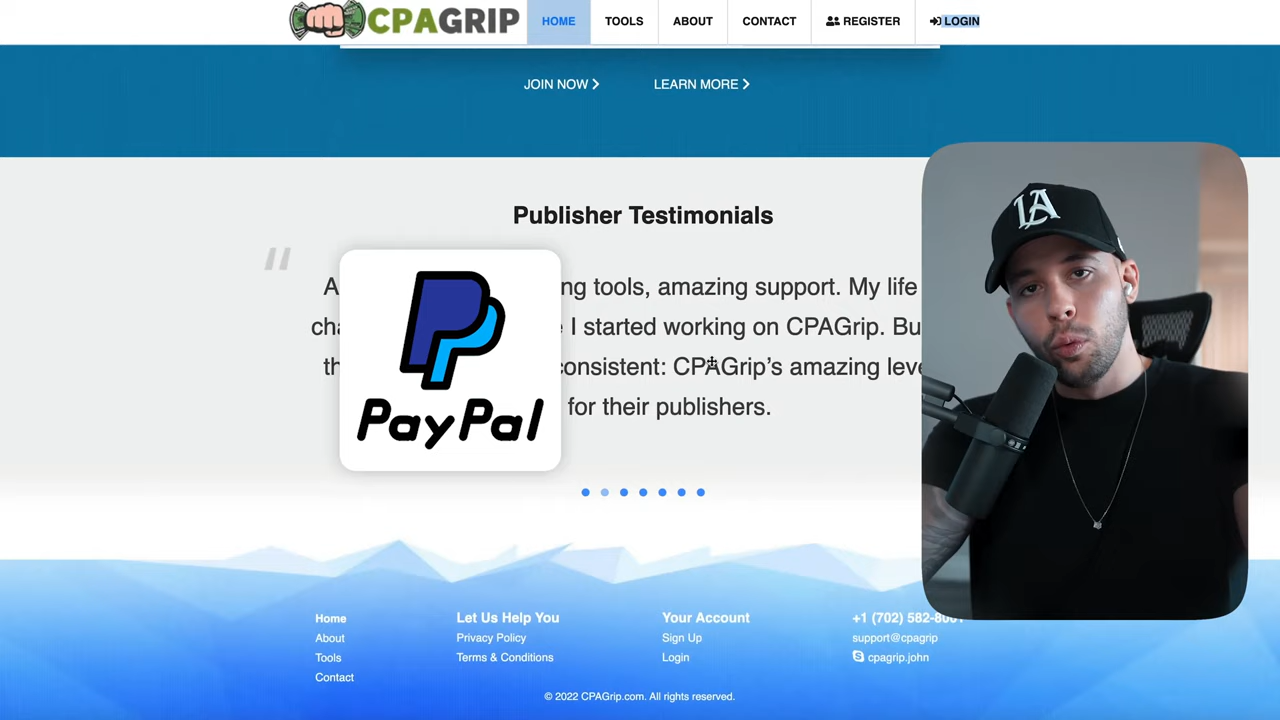 CPAGRIP
HOME
TOOLS
ABOUT
CONTACT
REGISTER
LOGIN
JOIN NOW
LEARN MORE
Publisher Testimonials
ng tools, amazing support. My life
I started working on CPAGrip.
consistent: CPAGrip's amazing
for their publishers.
PayPal
LA
Home
About
Tools
Contact
Let Us Help You
Privacy Policy
Terms & Conditions
Your Account
Sign Up
Login
+1 (702)
support@cpagrip
cpagrip.john
© 2022 CPAGrip.com. All rights reserved.